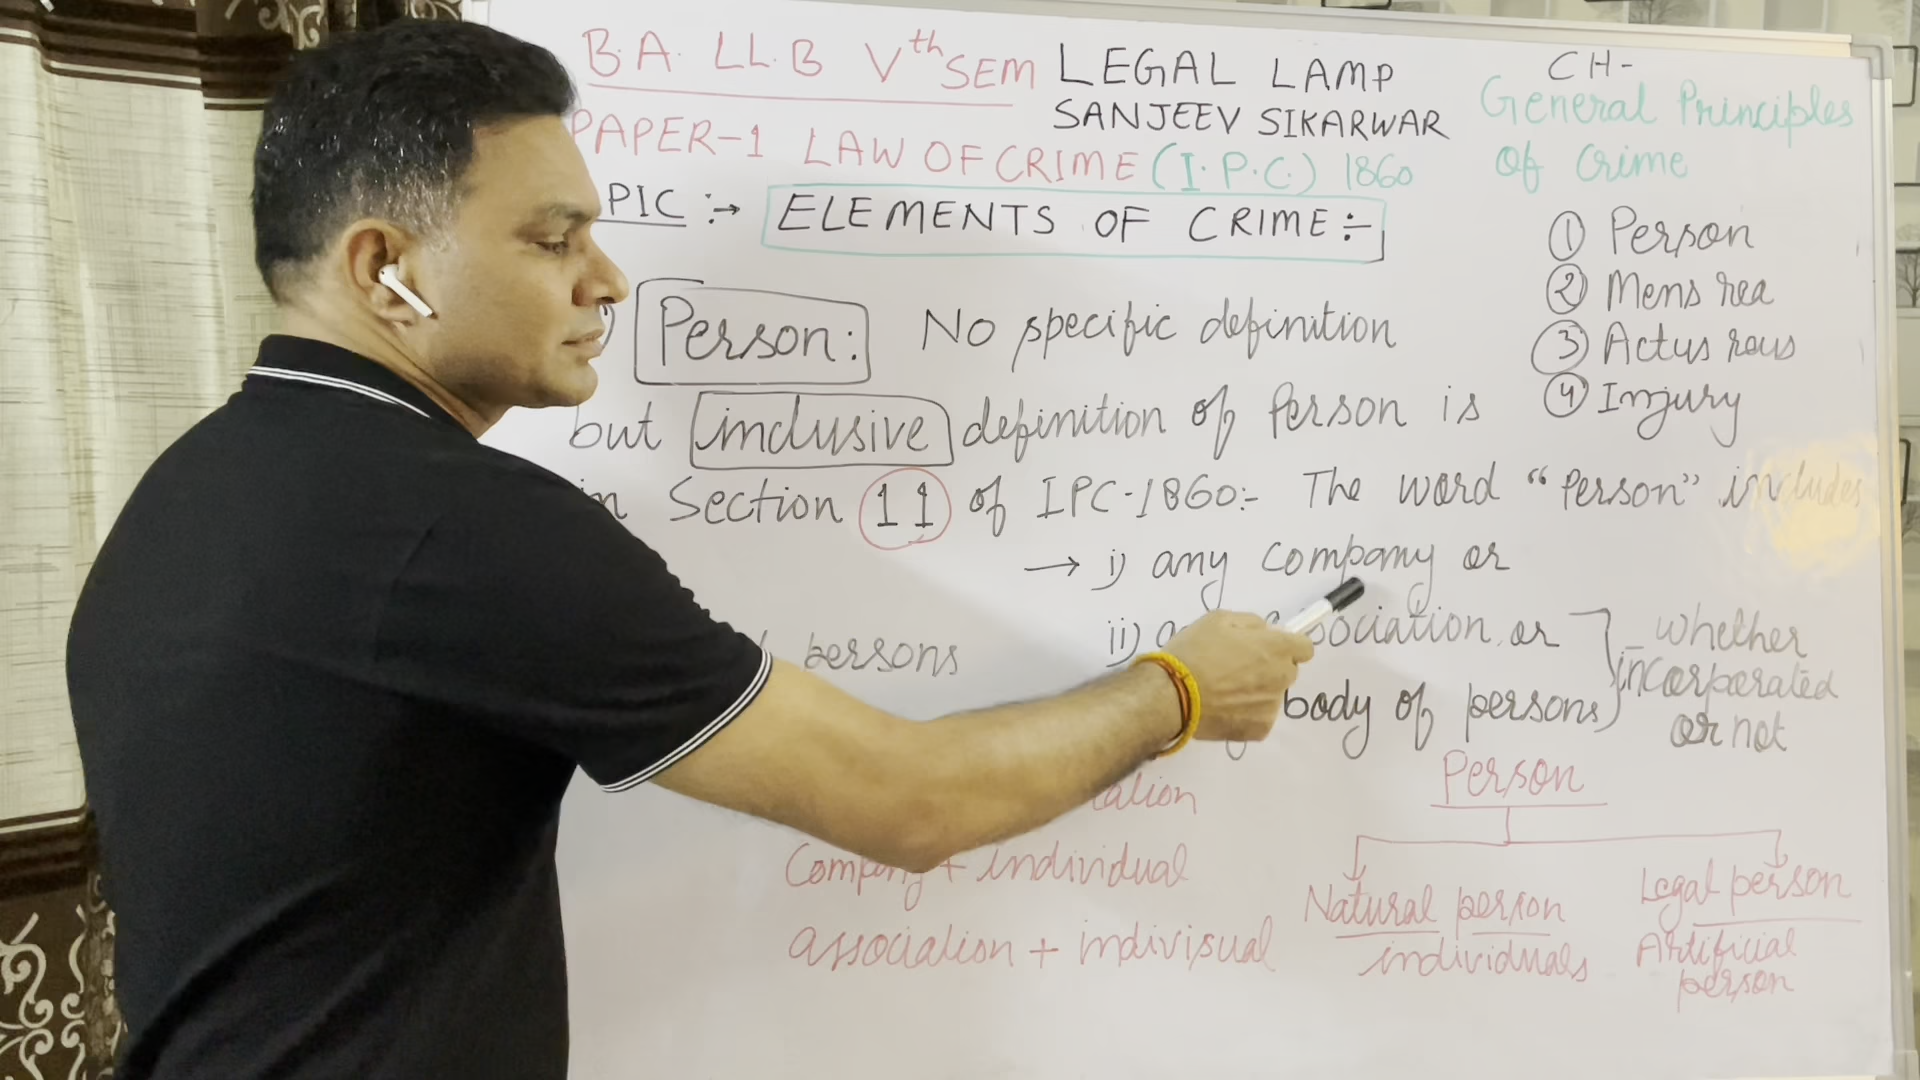 B.A. LL.B Vth SEM
LEGAL LAMP
SANJEEV SIKARWAR
CH-
General Principles
of Crime
PAPER-1 LAW OF CRIME (I.P.C.) 1860
PIC :→ ELEMENTS OF CRIME :-
① Person
② Mens rea
③ Actus reus
④ Injury
Person: No specific definition
but inclusive definition of Person is
in Section 11 of IPC-1860:- The word "Person" includes
→ i) any company or
ii) association or
body of persons
whether
incorporated
or not
persons
Company + individual
association + indivisual
Person
Natural person
individuals
Legal person
Artificial
person